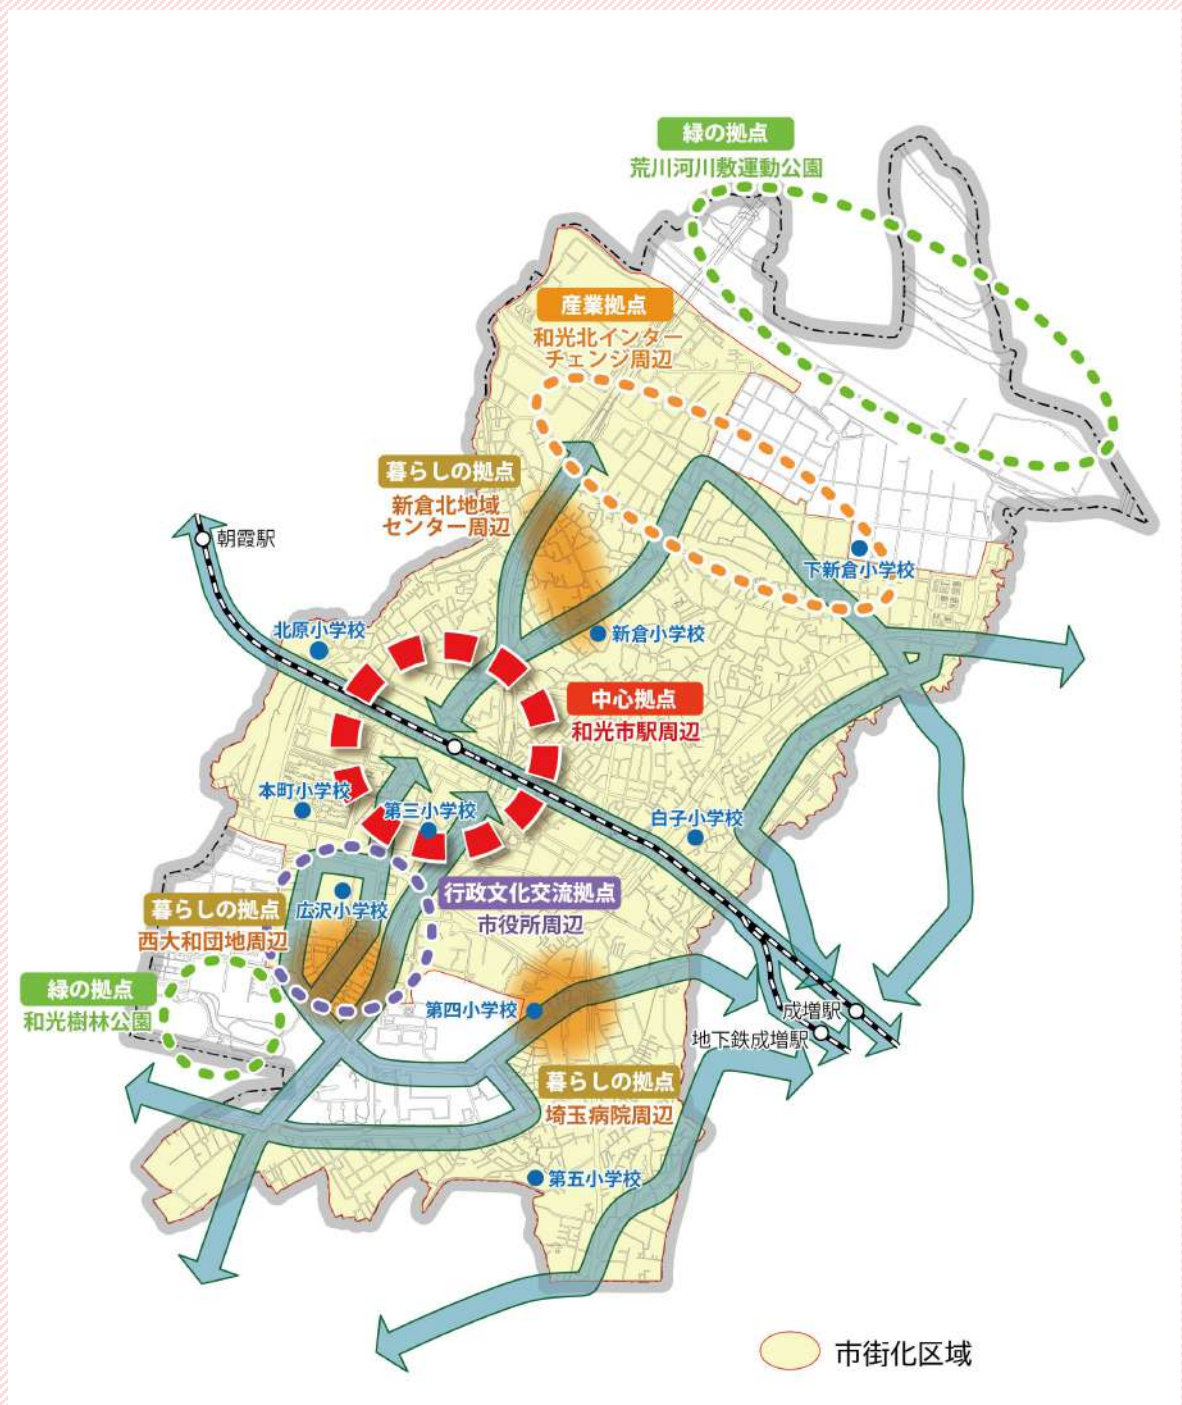 緑の拠点
荒川河川敷運動公園
産業拠点
和光北インター
チェンジ周辺
暮らしの拠点
新倉北地域
センター周辺
朝霞駅
下新倉小学校
北原小学校
新倉小学校
中心拠点
和光市駅周辺
本町小学校
第三小学校
白子小学校
行政文化交流拠点
市役所周辺
広沢小学校
暮らしの拠点
西大和団地周辺
緑の拠点
和光樹林公園
第四小学校
成増駅
地下鉄成増駅
暮らしの拠点
埼玉病院周辺
第五小学校
市街化区域